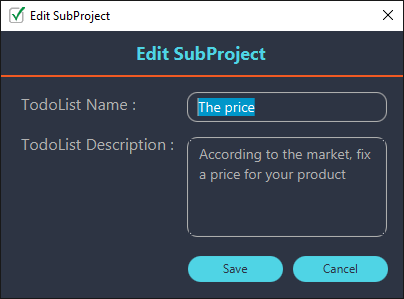 Edit SubProject
Edit SubProject
TodoList Name :
The price
TodoList Description :
According to the market, fix
a price for your product
Save
Cancel